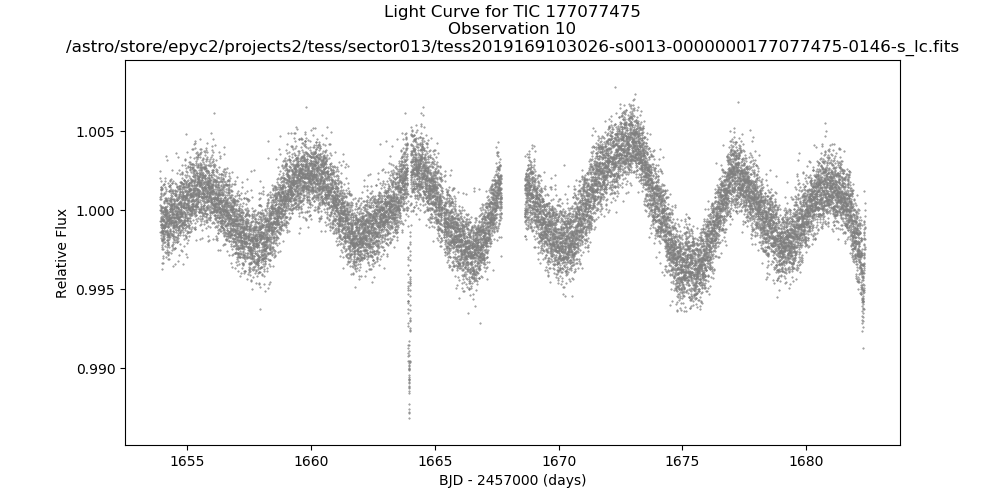 Light Curve for TIC 177077475
Observation 10
/astro/store/epyc2/projects2/tess/sector013/tess2019169103026-s0013-0000000177077475-0146-s_lc.fits
1.005
1.000
0.995
0.990
Relative Flux
1655 1660 1665 1670 1675 1680
BJD - 2457000 (days)